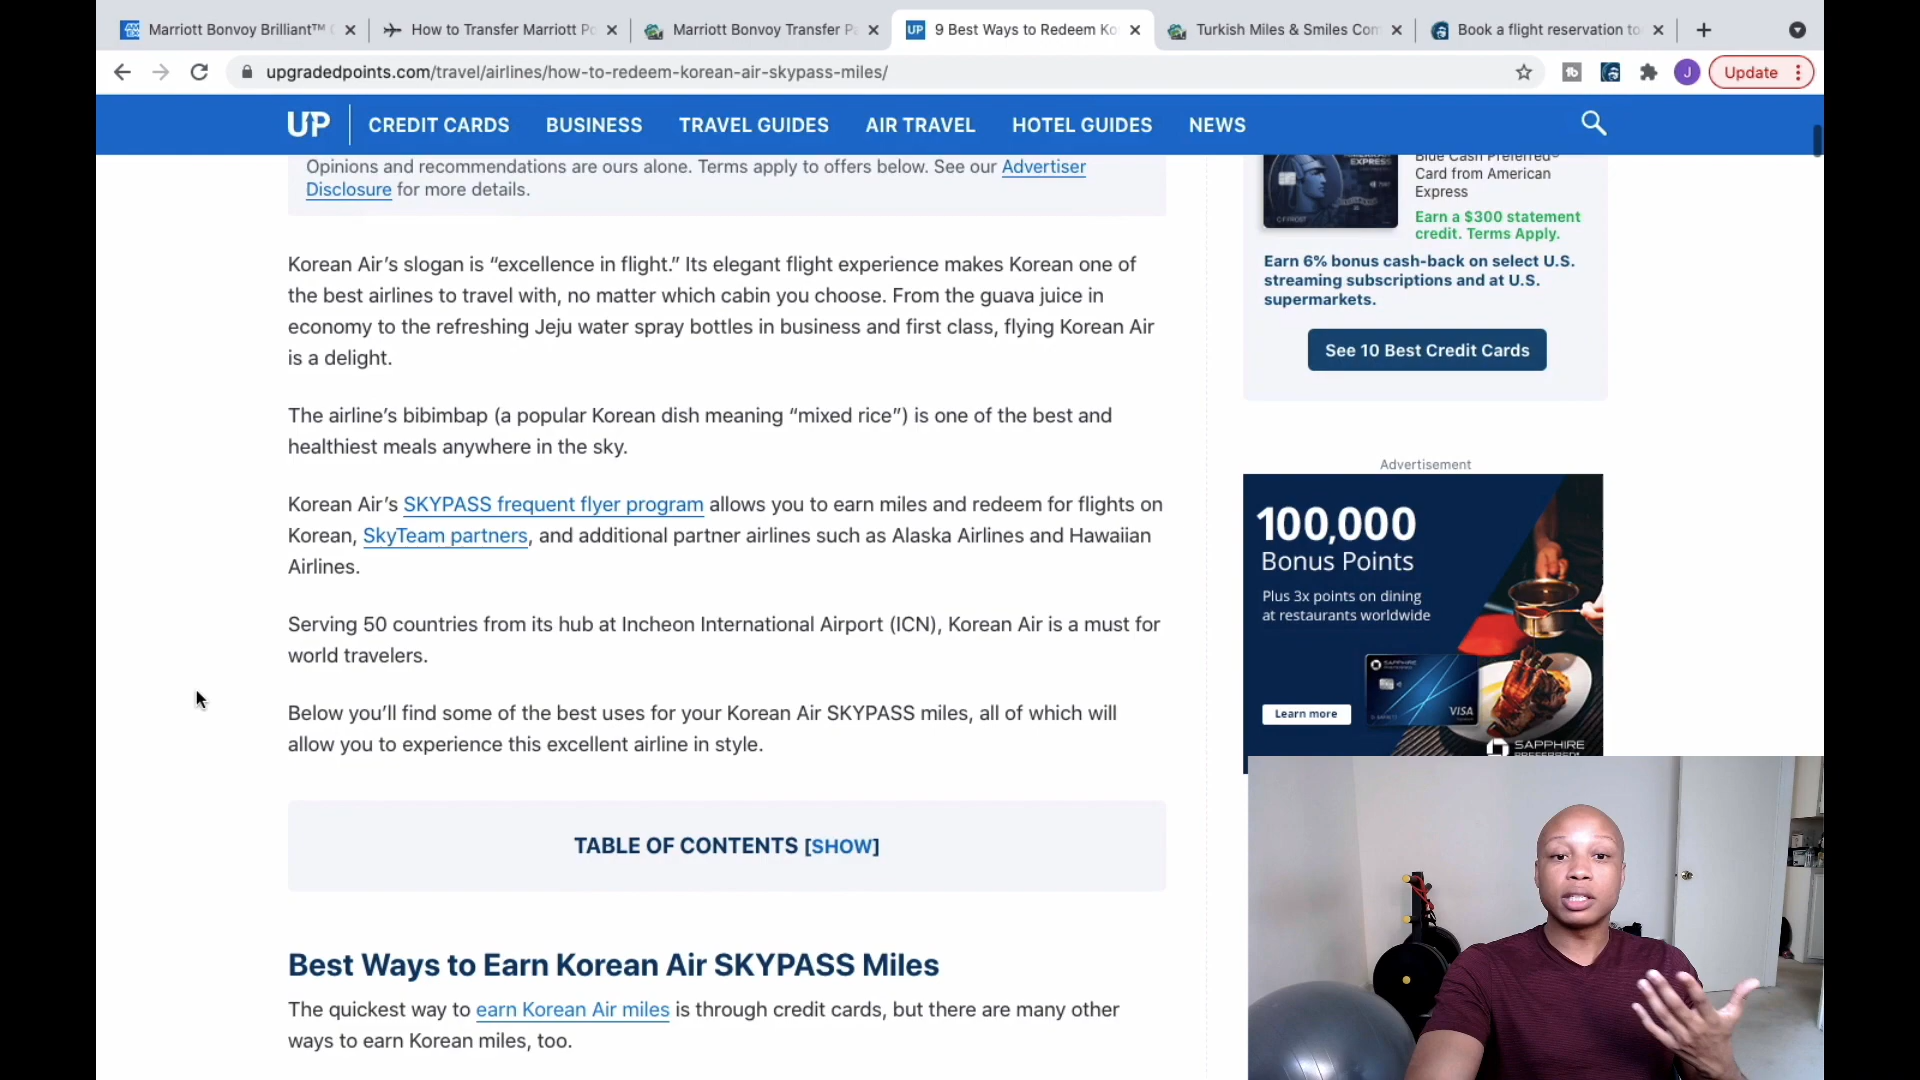 Marriott Bonvoy Brilliant™
How to Transfer Marriott Po
Marriott Bonvoy Transfer Pa
UP 9 Best Ways to Redeem Ko
Turkish Miles & Smiles Com
Book a flight reservation to
upgradedpoints.com/travel/airlines/how-to-redeem-korean-air-skypass-miles/
J
Update
UP
CREDIT CARDS BUSINESS TRAVEL GUIDES AIR TRAVEL HOTEL GUIDES NEWS
Opinions and recommendations are ours alone. Terms apply to offers below. See our Advertiser
Disclosure for more details.
Korean Air’s slogan is “excellence in flight.” Its elegant flight experience makes Korean one of
the best airlines to travel with, no matter which cabin you choose. From the guava juice in
economy to the refreshing Jeju water spray bottles in business and first class, flying Korean Air
is a delight.
The airline’s bibimbap (a popular Korean dish meaning “mixed rice”) is one of the best and
healthiest meals anywhere in the sky.
Korean Air’s SKYPASS frequent flyer program allows you to earn miles and redeem for flights on
Korean, SkyTeam partners, and additional partner airlines such as Alaska Airlines and Hawaiian
Airlines.
Serving 50 countries from its hub at Incheon International Airport (ICN), Korean Air is a must for
world travelers.
Below you’ll find some of the best uses for your Korean Air SKYPASS miles, all of which will
allow you to experience this excellent airline in style.
TABLE OF CONTENTS [SHOW]
Best Ways to Earn Korean Air SKYPASS Miles
The quickest way to earn Korean Air miles is through credit cards, but there are many other
ways to earn Korean miles, too.
EXPRESS
C F FROST
Blue Cash Preferred®
Card from American
Express
Earn a $300 statement
credit. Terms Apply.
Earn 6% bonus cash-back on select U.S.
streaming subscriptions and at U.S.
supermarkets.
See 10 Best Credit Cards
Advertisement
100,000
Bonus Points
Plus 3x points on dining
at restaurants worldwide
SAPPHIRE
VISA
Learn more
SAPPHIRE
PREFERRED